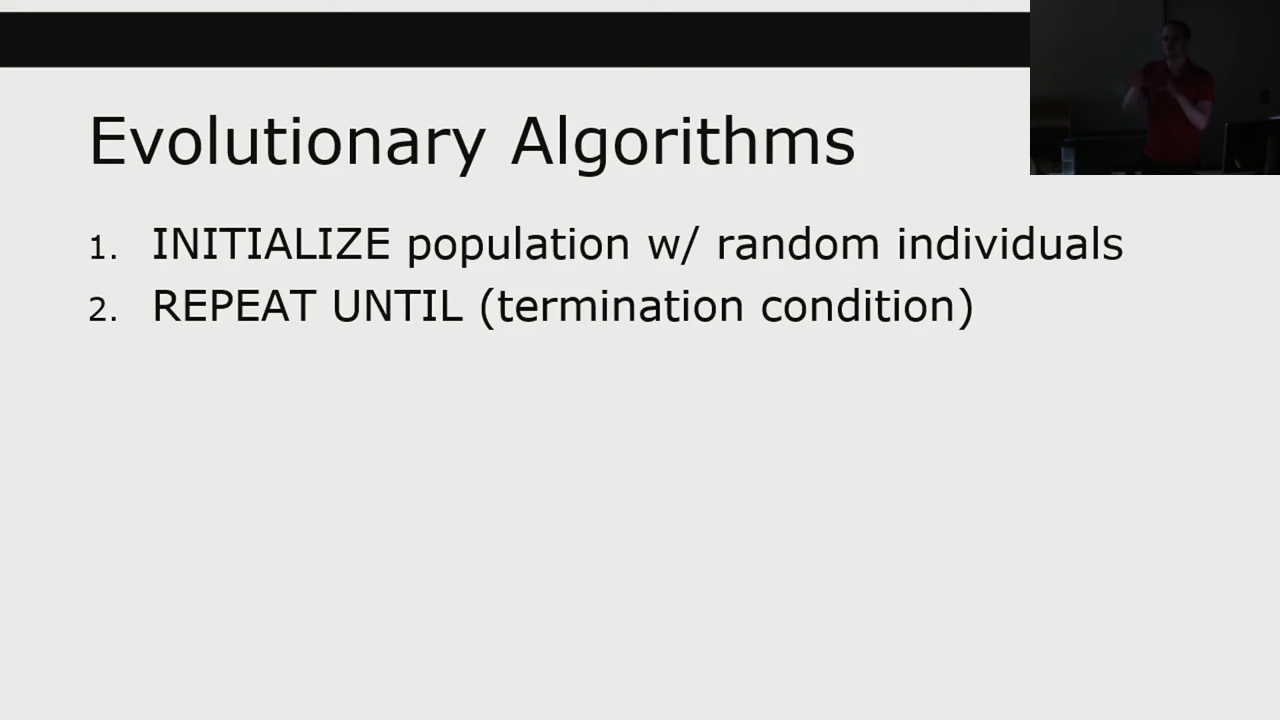 Evolutionary Algorithms
1. INITIALIZE population w/ random individuals
2. REPEAT UNTIL (termination condition)